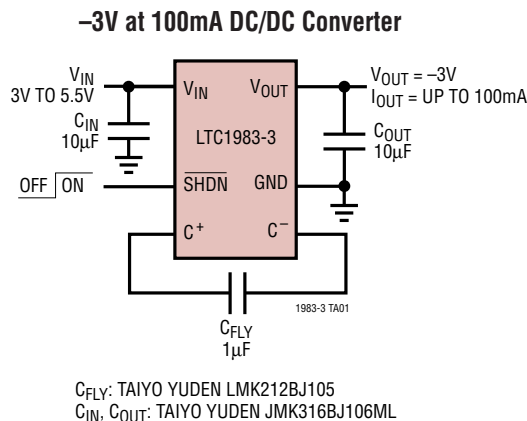 –3V at 100mA DC/DC Converter
VIN
3V TO 5.5V
CIN
10µF
OFF ON
VIN
VOUT
LTC1983-3
SHDN
GND
C+
C–
VOUT = –3V
IOUT = UP TO 100mA
COUT
10µF
CFLY
1µF
1983-3 TA01
CFLY: TAIYO YUDEN LMK212BJ105
CIN, COUT: TAIYO YUDEN JMK316BJ106ML